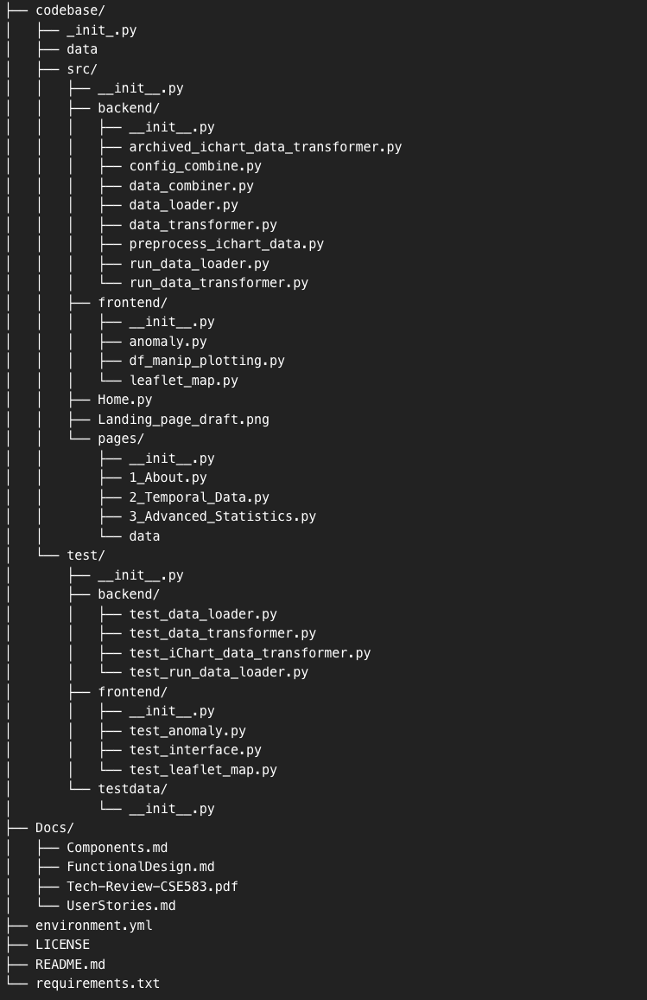 ├── codebase/
│   ├── _init_.py
│   ├── data
│   ├── src/
│   │   ├── __init__.py
│   │   ├── backend/
│   │   │   ├── __init__.py
│   │   │   ├── archived_ichart_data_transformer.py
│   │   │   ├── config_combine.py
│   │   │   ├── data_combiner.py
│   │   │   ├── data_loader.py
│   │   │   ├── data_transformer.py
│   │   │   ├── preprocess_ichart_data.py
│   │   │   ├── run_data_loader.py
│   │   │   └── run_data_transformer.py
│   │   ├── frontend/
│   │   │   ├── __init__.py
│   │   │   ├── anomaly.py
│   │   │   ├── df_manip_plotting.py
│   │   │   └── leaflet_map.py
│   │   ├── Home.py
│   │   ├── Landing_page_draft.png
│   │   └── pages/
│   │       ├── __init__.py
│   │       ├── 1_About.py
│   │       ├── 2_Temporal_Data.py
│   │       ├── 3_Advanced_Statistics.py
│   │       └── data
│   └── test/
│       ├── __init__.py
│       ├── backend/
│       │   ├── test_data_loader.py
│       │   ├── test_data_transformer.py
│       │   ├── test_iChart_data_transformer.py
│       │   └── test_run_data_loader.py
│       ├── frontend/
│       │   ├── __init__.py
│       │   ├── test_anomaly.py
│       │   ├── test_interface.py
│       │   └── test_leaflet_map.py
│       └── testdata/
│           └── __init__.py
├── Docs/
│   ├── Components.md
│   ├── FunctionalDesign.md
│   ├── Tech-Review-CSE583.pdf
│   └── UserStories.md
├── environment.yml
├── LICENSE
├── README.md
└── requirements.txt